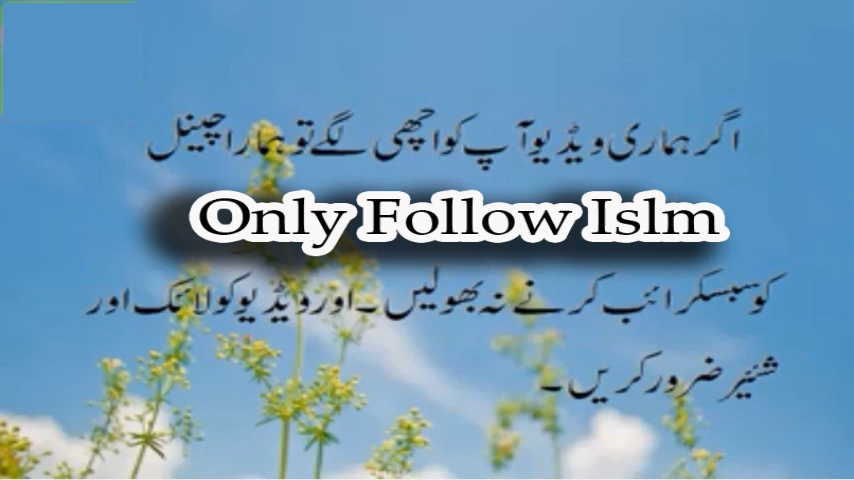 اگر ہماری ویڈیو آپ کو اچھی لگے تو ہمارا چینل
Only Follow Islm
کو سبسکرائب کرنے نہ بھولیں۔ اور ویڈیو کو لائک اور
شئیر ضرور کریں۔